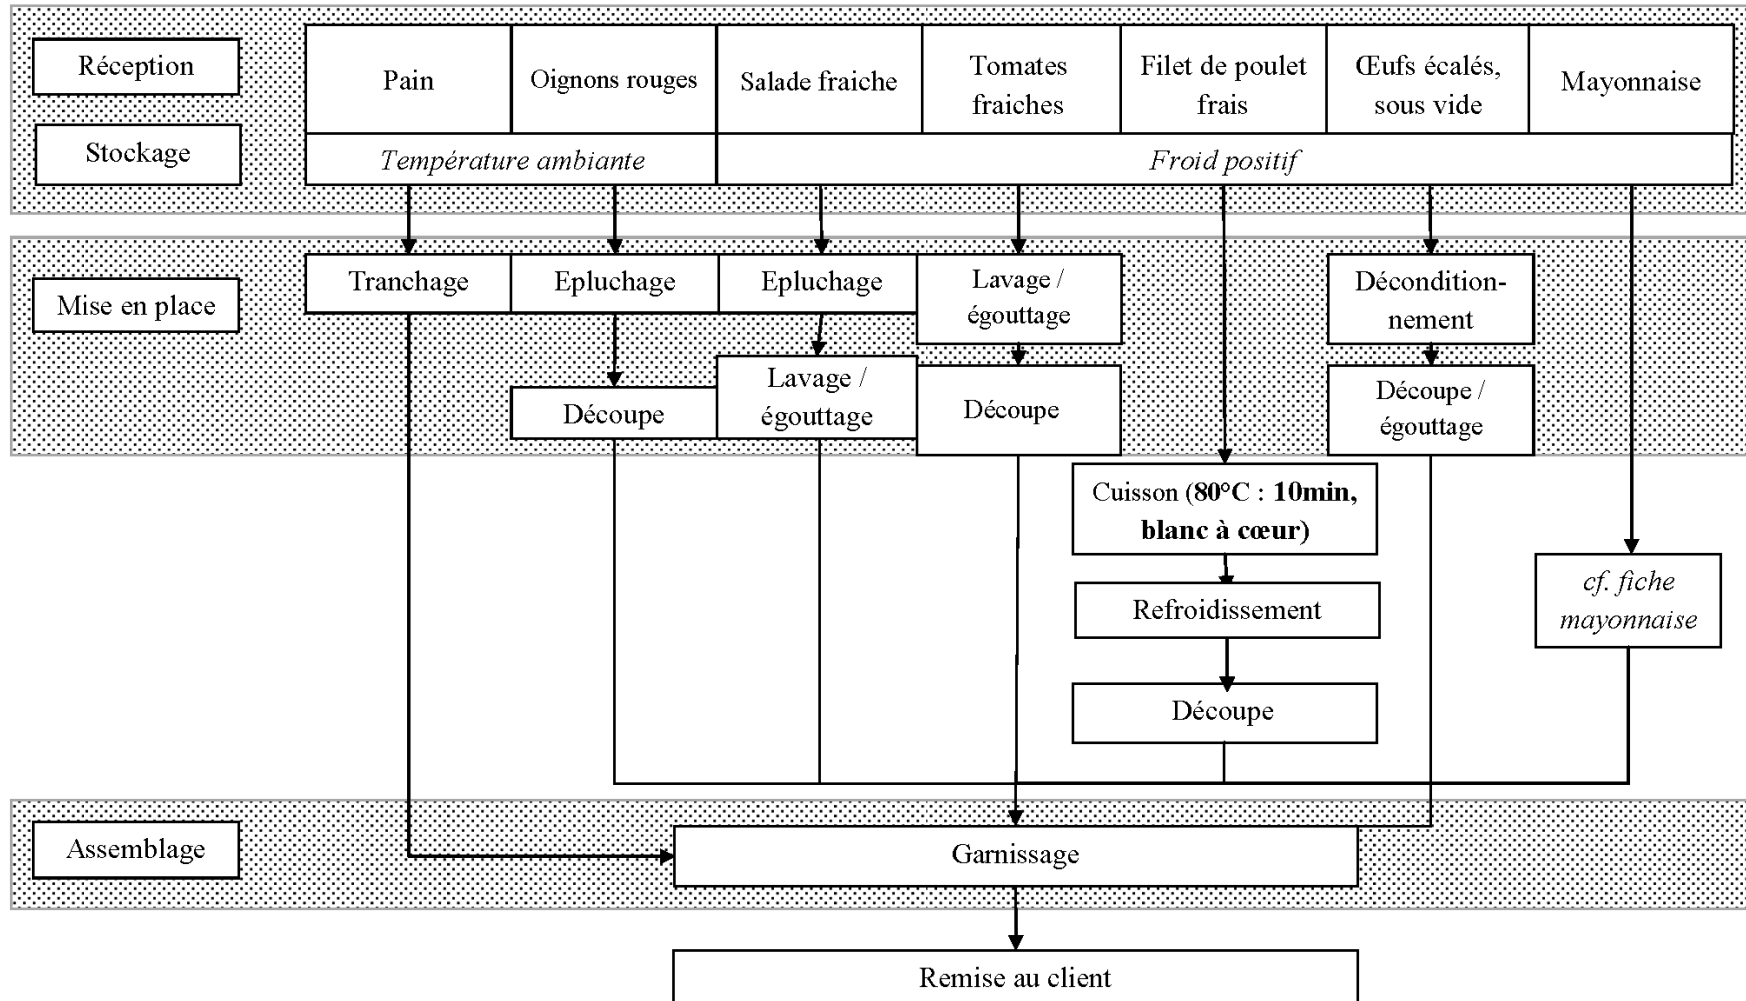 Réception
Pain
Oignons rouges
Salade fraiche
Tomates
fraiches
Filet de poulet
frais
Œufs écalés,
sous vide
Mayonnaise
Stockage
Température ambiante
Froid positif
Mise en place
Tranchage
Epluchage
Epluchage
Lavage /
égouttage
Décondition-
nement
Découpe
Lavage /
égouttage
Découpe
Découpe /
égouttage
Cuisson (80°C : 10min,
blanc à cœur)
cf. fiche
mayonnaise
Refroidissement
Découpe
Assemblage
Garnissage
Remise au client